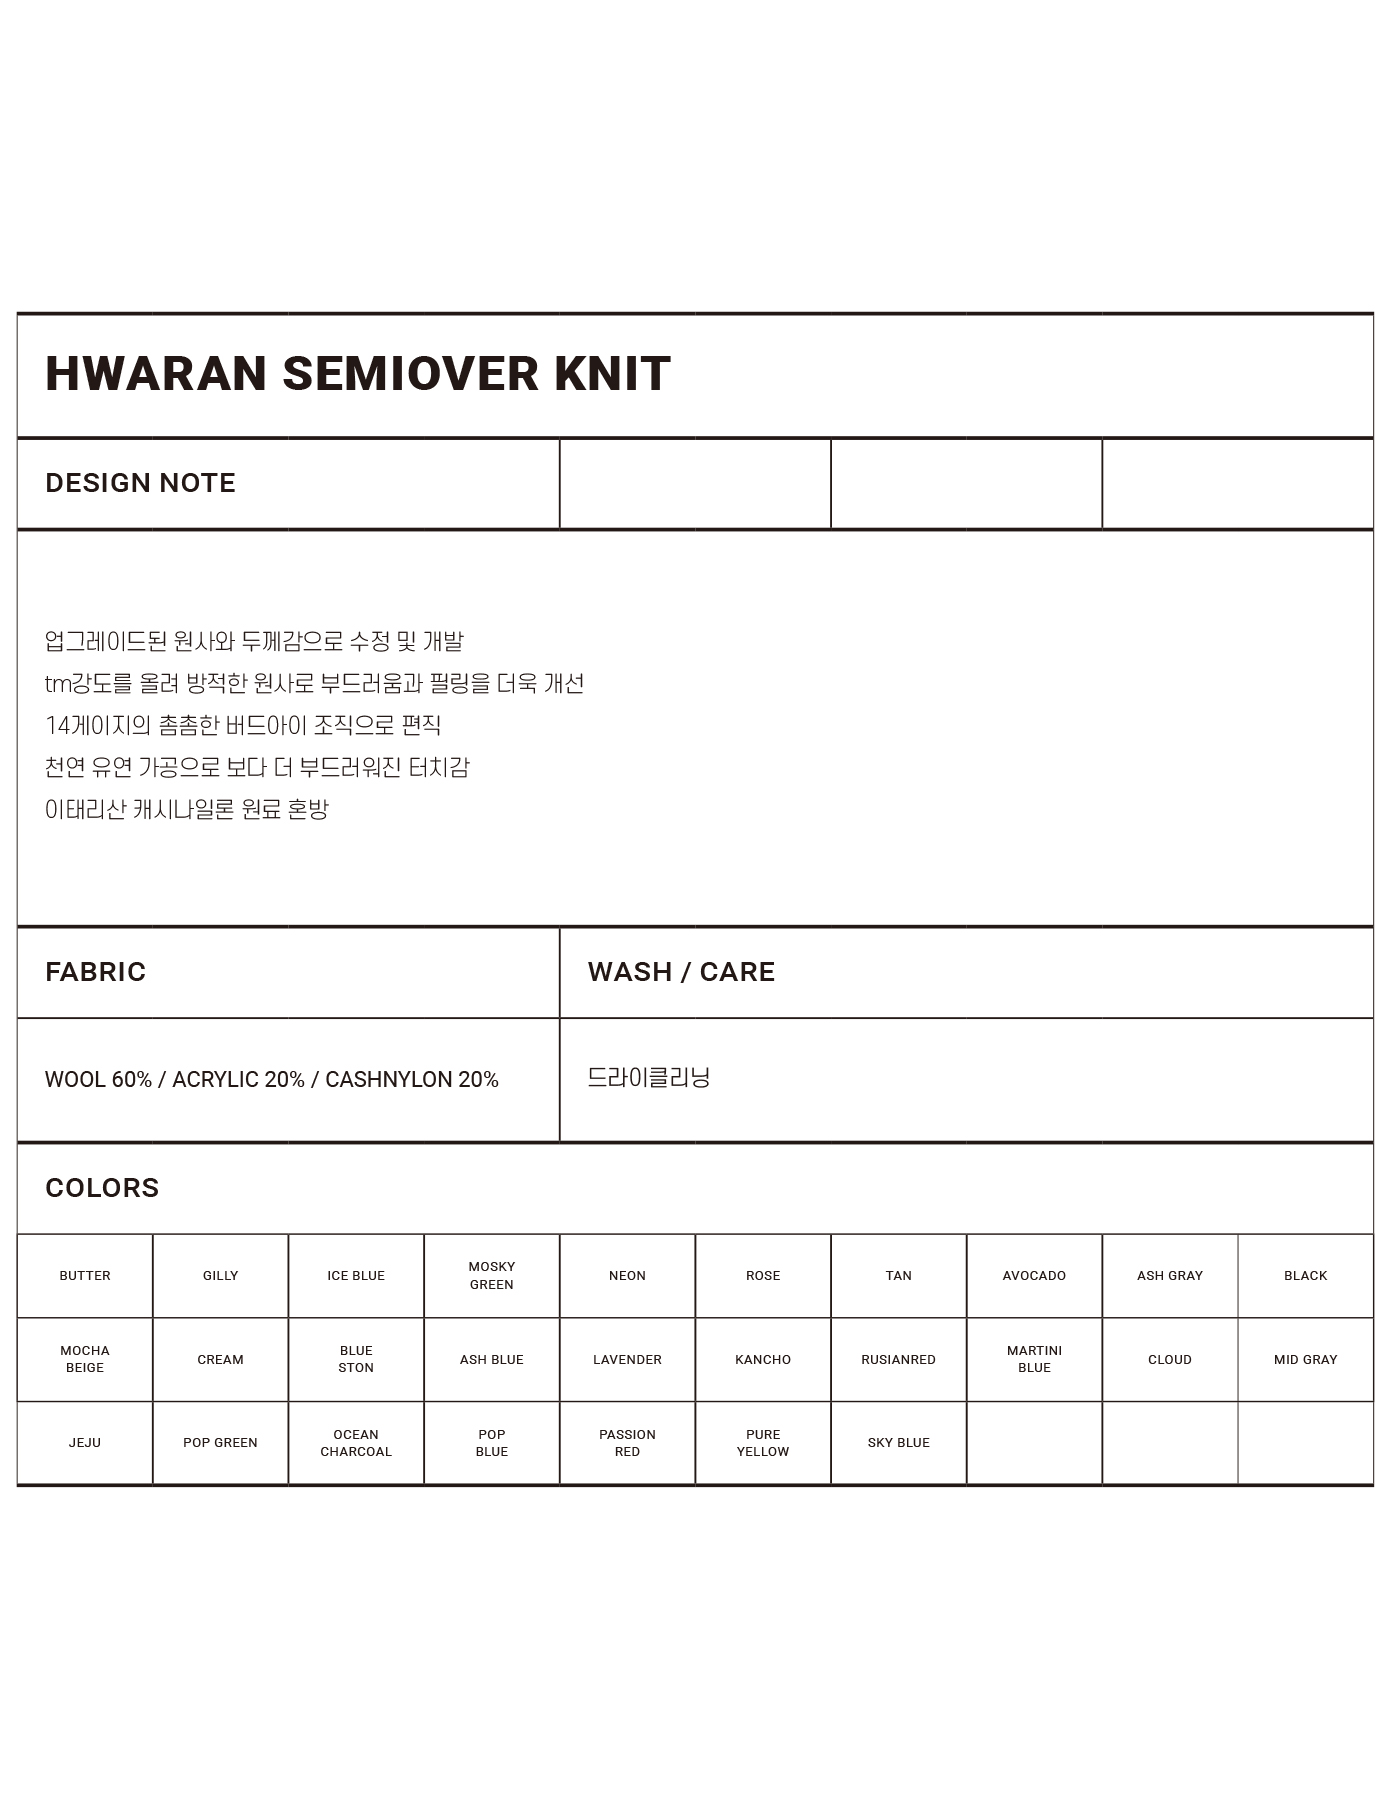 HWARAN SEMIOVER KNIT
DESIGN NOTE
업그레이드된 원사와 두께감으로 수정 및 개발
tm강도를 올려 방적한 원사로 부드러움과 필링을 더욱 개선
14게이지의 촘촘한 버드아이 조직으로 편직
천연 유연 가공으로 보다 더 부드러워진 터치감
이태리산 캐시나일론 원료 혼방
FABRIC
WASH / CARE
WOOL 60% / ACRYLIC 20% / CASHNYLON 20%
드라이클리닝
COLORS
BUTTER
GILLY
ICE BLUE
MOSKY
GREEN
NEON
ROSE
TAN
AVOCADO
ASH GRAY
BLACK
MOCHA
BEIGE
CREAM
BLUE
STON
ASH BLUE
LAVENDER
KANCHO
RUSIANRED
MARTINI
BLUE
CLOUD
MID GRAY
JEJU
POP GREEN
OCEAN
CHARCOAL
POP
BLUE
PASSION
RED
PURE
YELLOW
SKY BLUE